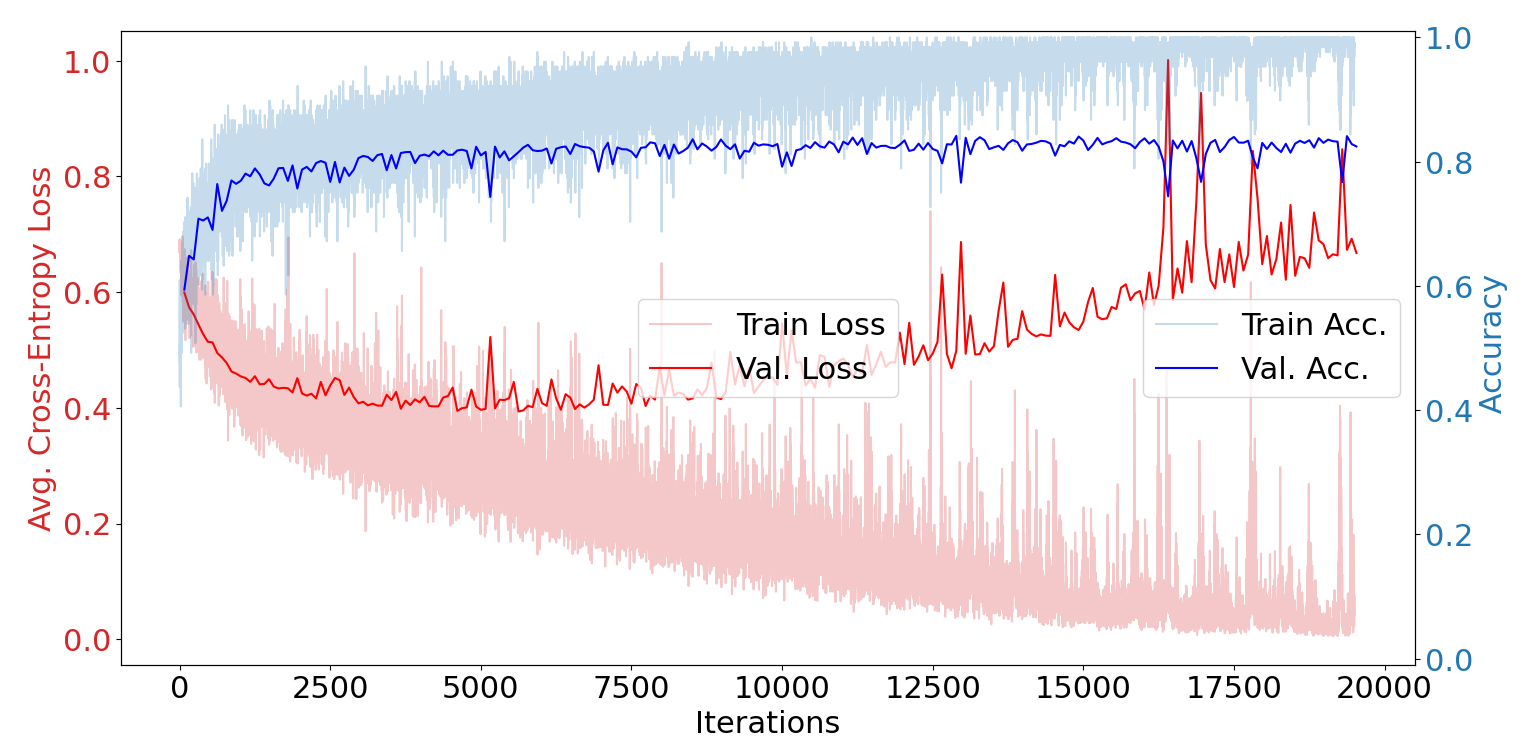 Avg. Cross-Entropy Loss
1.0
0.8
0.6
0.4
0.2
0.0
1.0
0.8
0.6
0.4
0.2
0.0
Accuracy
Train Loss
Val. Loss
Train Acc.
Val. Acc.
0 2500 5000 7500 10000 12500 15000 17500 20000
Iterations